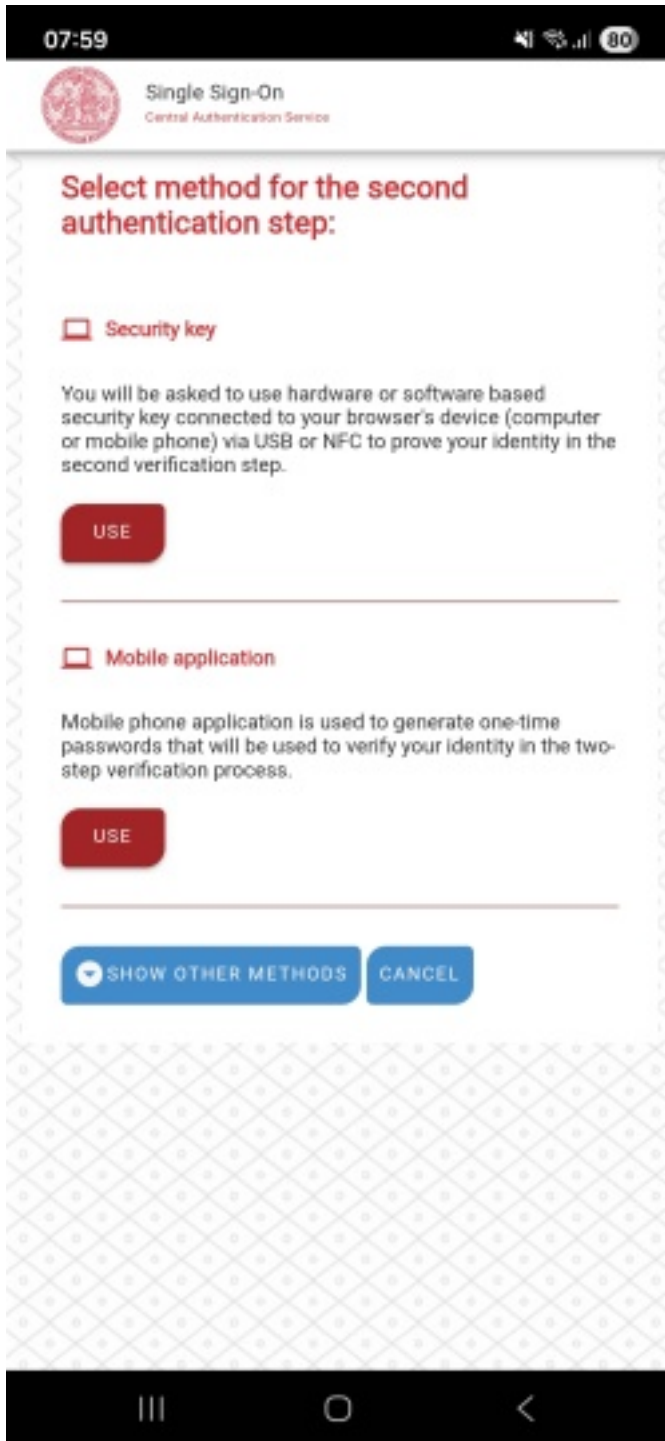 07:59
80
Single Sign-On
Central Authentication Service
Select method for the second
authentication step:
Security key
You will be asked to use hardware or software based
security key connected to your browser's device (computer
or mobile phone) via USB or NFC to prove your identity in the
second verification step.
USE
Mobile application
Mobile phone application is used to generate one-time
passwords that will be used to verify your identity in the two-
step verification process.
USE
SHOW OTHER METHODS
CANCEL